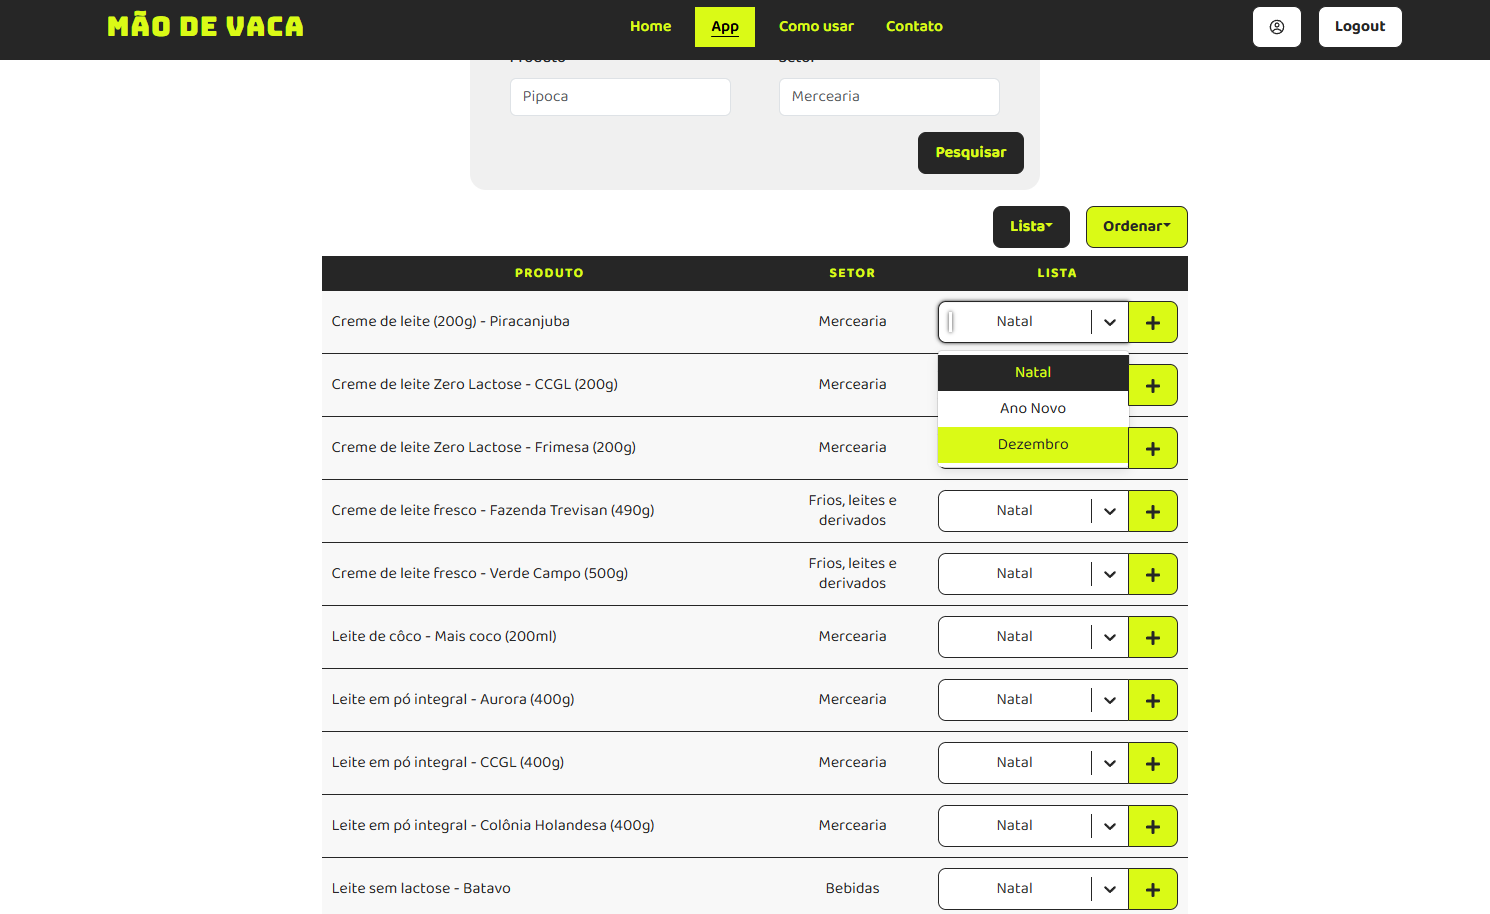 MÃO DE VACA
Home App Como usar Contato
Logout
Produto Setor
Pipoca Mercearia
Pesquisar
Lista Ordenar
PRODUTO SETOR LISTA
Creme de leite (200g) - Piracanjuba Mercearia Natal
Natal
Creme de leite Zero Lactose - CCGL (200g) Mercearia
Ano Novo
Creme de leite Zero Lactose - Frimesa (200g) Mercearia Dezembro
Creme de leite fresco - Fazenda Trevisan (490g) Frios, leites e derivados Natal
Creme de leite fresco - Verde Campo (500g) Frios, leites e derivados Natal
Leite de côco - Mais coco (200ml) Mercearia Natal
Leite em pó integral - Aurora (400g) Mercearia Natal
Leite em pó integral - CCGL (400g) Mercearia Natal
Leite em pó integral - Colônia Holandesa (400g) Mercearia Natal
Leite sem lactose - Batavo Bebidas Natal